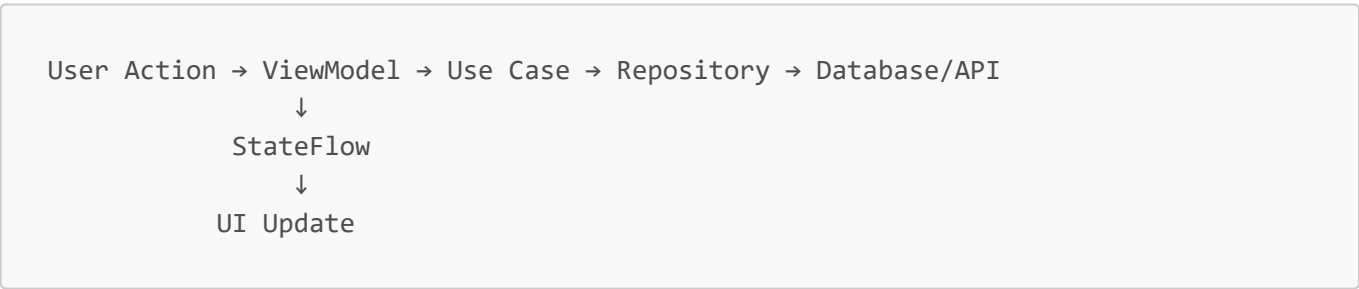 User Action → ViewModel → Use Case → Repository → Database/API
↓
StateFlow
↓
UI Update